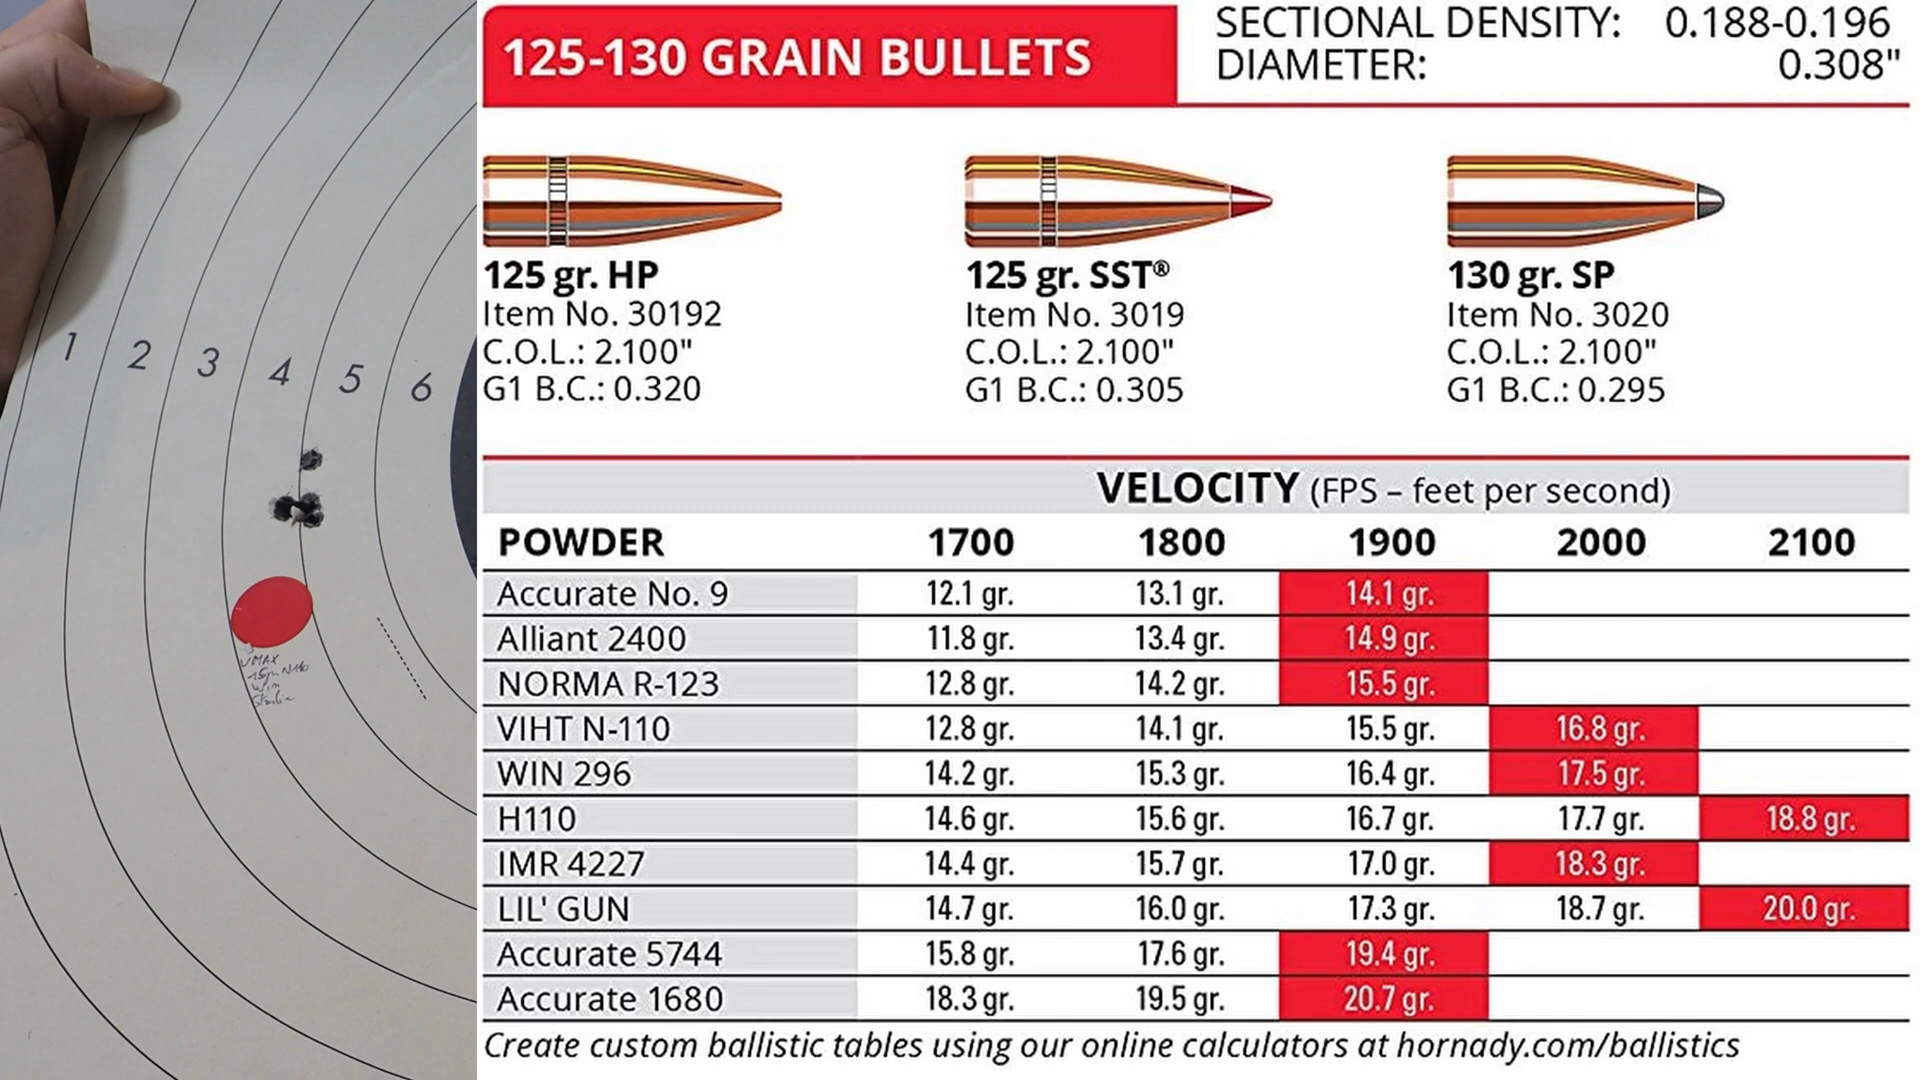 1 2 3 4 5 6
VMAX
125-130 GRAIN BULLETS
SECTIONAL DENSITY: 0.188-0.196
DIAMETER: 0.308"
125 gr. HP
Item No. 30192
C.O.L.: 2.100"
G1 B.C.: 0.320
125 gr. SST®
Item No. 3019
C.O.L.: 2.100"
G1 B.C.: 0.305
130 gr. SP
Item No. 3020
C.O.L.: 2.100"
G1 B.C.: 0.295
VELOCITY (FPS – feet per second)
POWDER 1700 1800 1900 2000 2100
Accurate No. 9 12.1 gr. 13.1 gr. 14.1 gr.
Alliant 2400 11.8 gr. 13.4 gr. 14.9 gr.
NORMA R-123 12.8 gr. 14.2 gr. 15.5 gr.
VIHT N-110 12.8 gr. 14.1 gr. 15.5 gr. 16.8 gr.
WIN 296 14.2 gr. 15.3 gr. 16.4 gr. 17.5 gr.
H110 14.6 gr. 15.6 gr. 16.7 gr. 17.7 gr. 18.8 gr.
IMR 4227 14.4 gr. 15.7 gr. 17.0 gr. 18.3 gr.
LIL' GUN 14.7 gr. 16.0 gr. 17.3 gr. 18.7 gr. 20.0 gr.
Accurate 5744 15.8 gr. 17.6 gr. 19.4 gr.
Accurate 1680 18.3 gr. 19.5 gr. 20.7 gr.
Create custom ballistic tables using our online calculators at hornady.com/ballistics